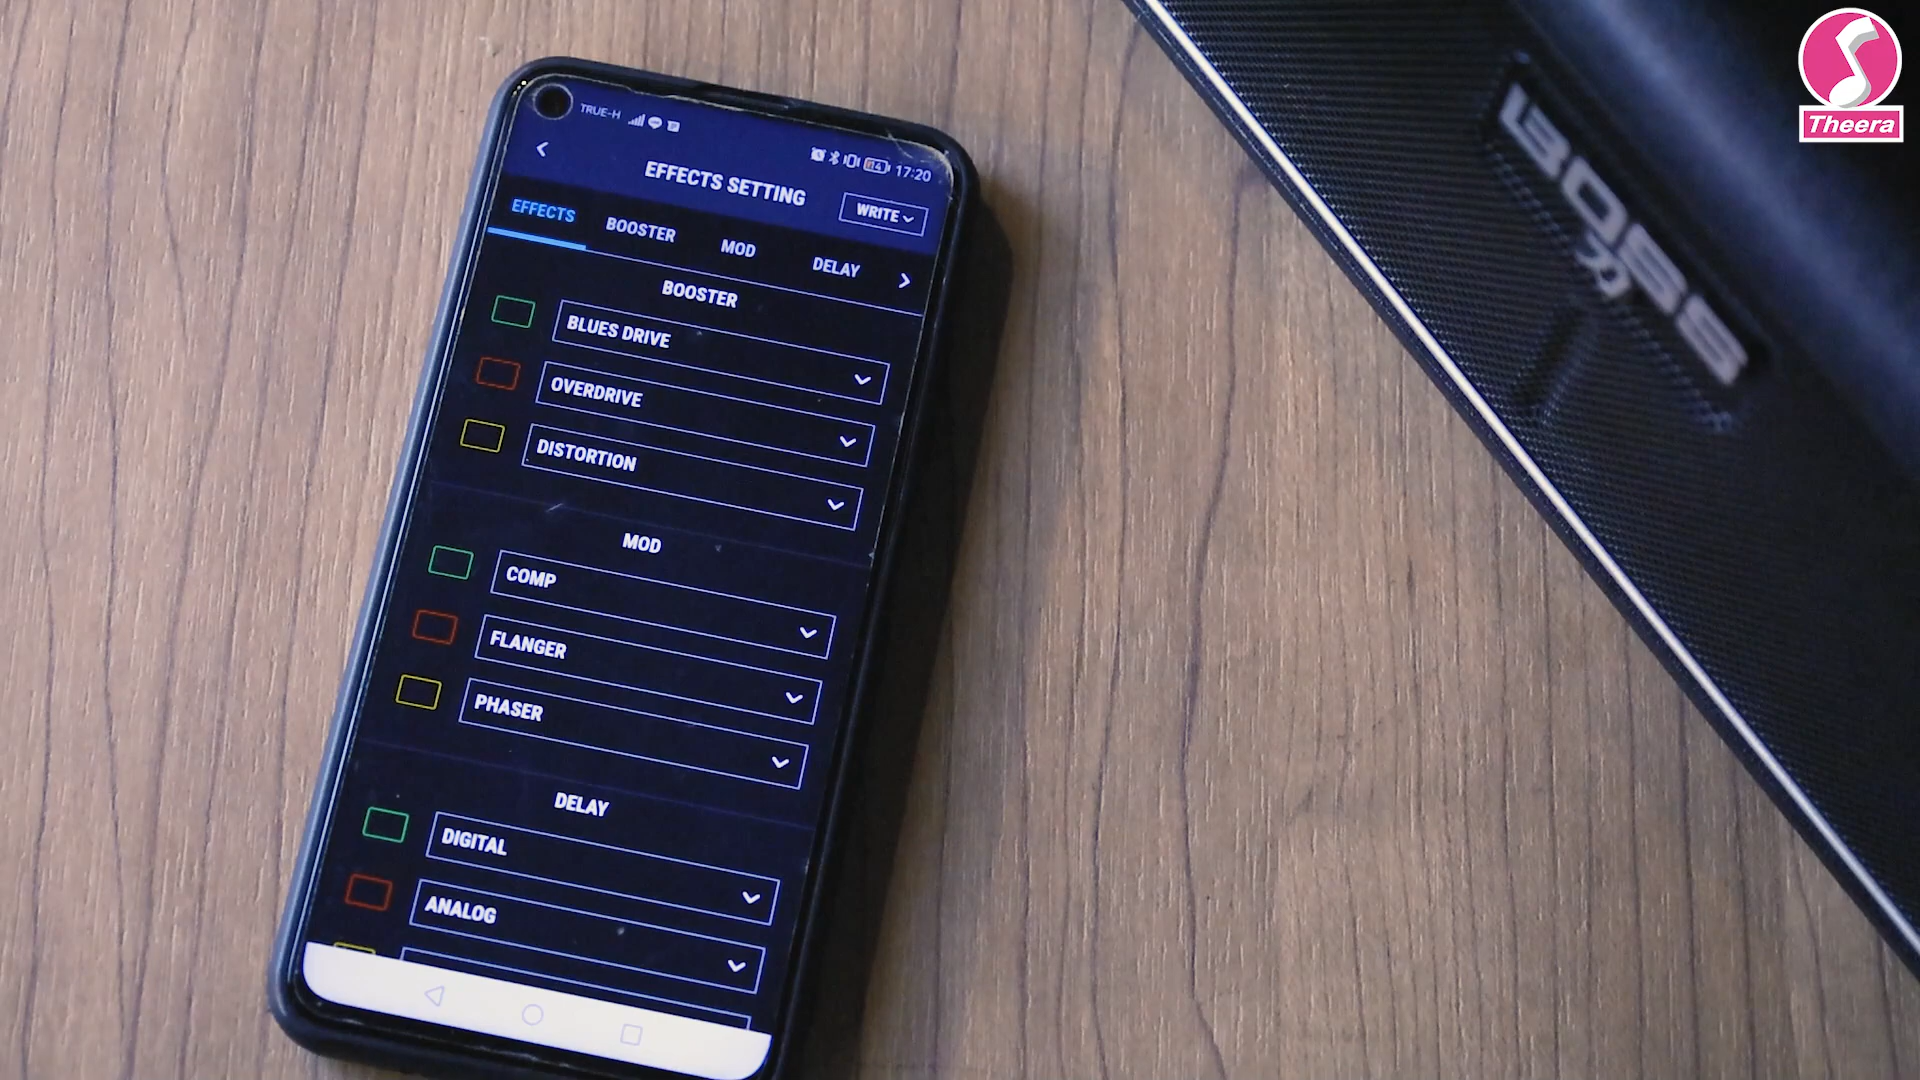 Theera
BOSS
刃
TRUE-H
17:20
EFFECTS SETTING
WRITE
EFFECTS
BOOSTER
MOD
DELAY
BOOSTER
BLUES DRIVE
OVERDRIVE
DISTORTION
MOD
COMP
FLANGER
PHASER
DELAY
DIGITAL
ANALOG